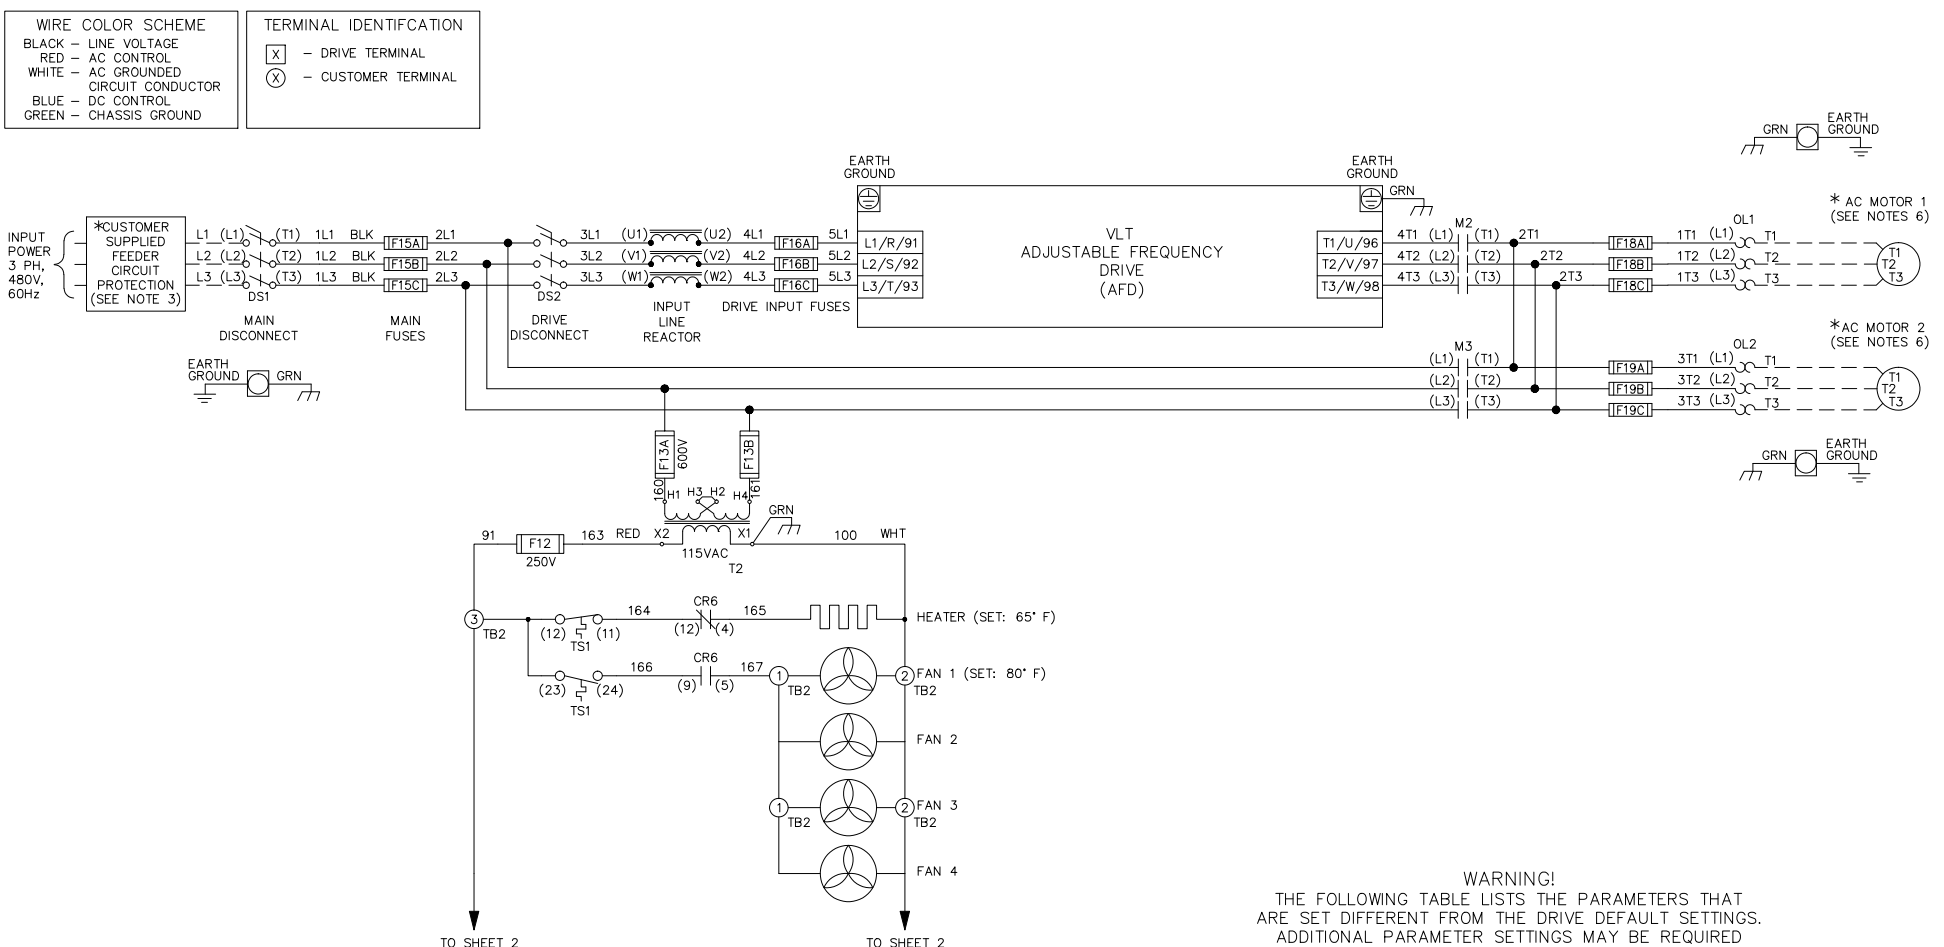 WIRE COLOR SCHEME
BLACK – LINE VOLTAGE
RED – AC CONTROL
WHITE – AC GROUNDED
CIRCUIT CONDUCTOR
BLUE – DC CONTROL
GREEN – CHASSIS GROUND
TERMINAL IDENTIFCATION
X – DRIVE TERMINAL
X – CUSTOMER TERMINAL
INPUT
POWER
3 PH,
480V,
60Hz
*CUSTOMER
SUPPLIED
FEEDER
CIRCUIT
PROTECTION
(SEE NOTE 3)
L1 (L1) (T1) 1L1 BLK F15A 2L1
L2 (L2) (T2) 1L2 BLK F15B 2L2
L3 (L3) (T3) 1L3 BLK F15C 2L3
DS1
MAIN
DISCONNECT
MAIN
FUSES
3L1 (U1) (U2) 4L1 F16A 5L1
3L2 (V1) (V2) 4L2 F16B 5L2
3L3 (W1) (W2) 4L3 F16C 5L3
DS2
DRIVE
DISCONNECT
INPUT
LINE
REACTOR
DRIVE INPUT FUSES
EARTH
GROUND
L1/R/91
L2/S/92
L3/T/93
VLT
ADJUSTABLE FREQUENCY
DRIVE
(AFD)
EARTH
GROUND
GRN
T1/U/96
T2/V/97
T3/W/98
M2
4T1 (L1) (T1) 2T1 F18A 1T1 (L1) T1
4T2 (L2) (T2) 2T2 F18B 1T2 (L2) T2
4T3 (L3) (T3) 2T3 F18C 1T3 (L3) T3
OL1
GRN
EARTH
GROUND
* AC MOTOR 1
(SEE NOTES 6)
T1
T2
T3
M3
(L1) (T1) F19A 3T1 (L1) T1
(L2) (T2) F19B 3T2 (L2) T2
(L3) (T3) F19C 3T3 (L3) T3
OL2
* AC MOTOR 2
(SEE NOTES 6)
T1
T2
T3
GRN
EARTH
GROUND
EARTH
GROUND
GRN
F13A
600V
F13B
160
161
H1 H3 H2 H4
GRN
91 F12 163 RED X2 X1 100 WHT
250V
115VAC
T2
3
TB2
(12) (11)
TS1
164
CR6
(12) (4)
165
HEATER (SET: 65° F)
(23) (24)
TS1
166
CR6
(9) (5)
167
1
TB2
2
TB2
FAN 1 (SET: 80° F)
FAN 2
1
TB2
2
TB2
FAN 3
FAN 4
TO SHEET 2
TO SHEET 2
WARNING!
THE FOLLOWING TABLE LISTS THE PARAMETERS THAT
ARE SET DIFFERENT FROM THE DRIVE DEFAULT SETTINGS.
ADDITIONAL PARAMETER SETTINGS MAY BE REQUIRED